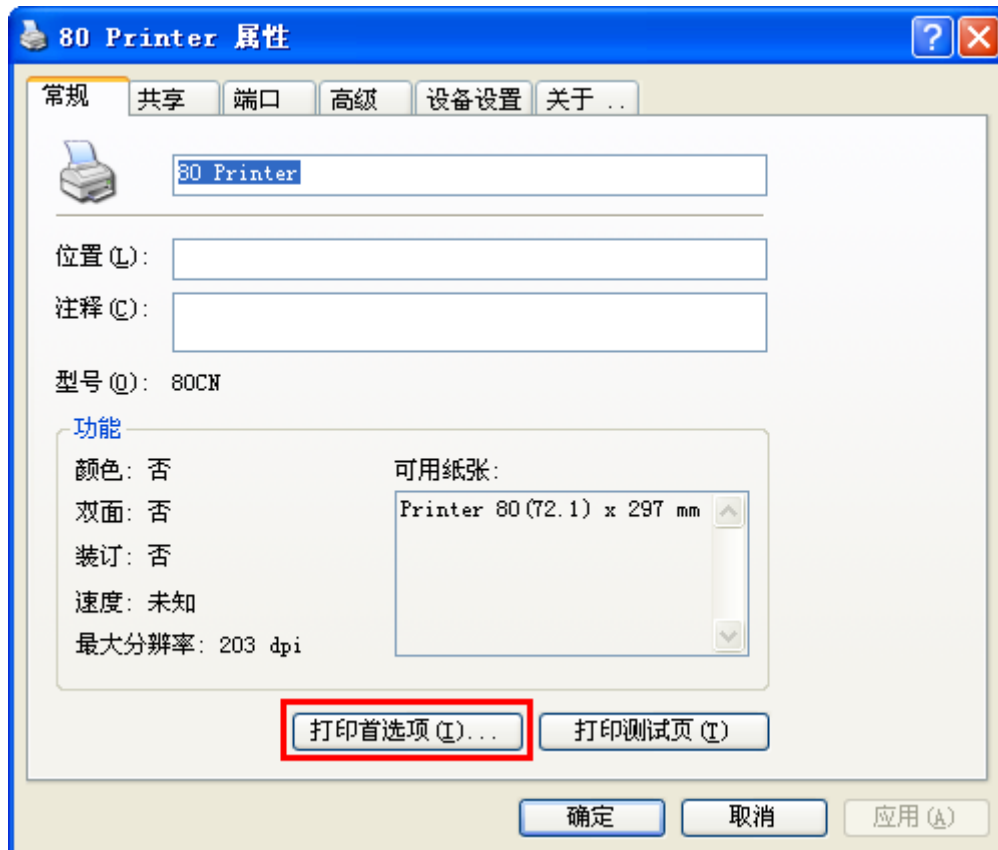 80 Printer 属性
常规 共享 端口 高级 设备设置 关于 ..
80 Printer
位置(L):
注释(C):
型号(O): 80CN
功能
颜色: 否
双面: 否
装订: 否
速度: 未知
最大分辨率: 203 dpi
可用纸张:
Printer 80(72.1) x 297 mm
打印首选项(I)... 打印测试页(T)
确定 取消 应用(A)